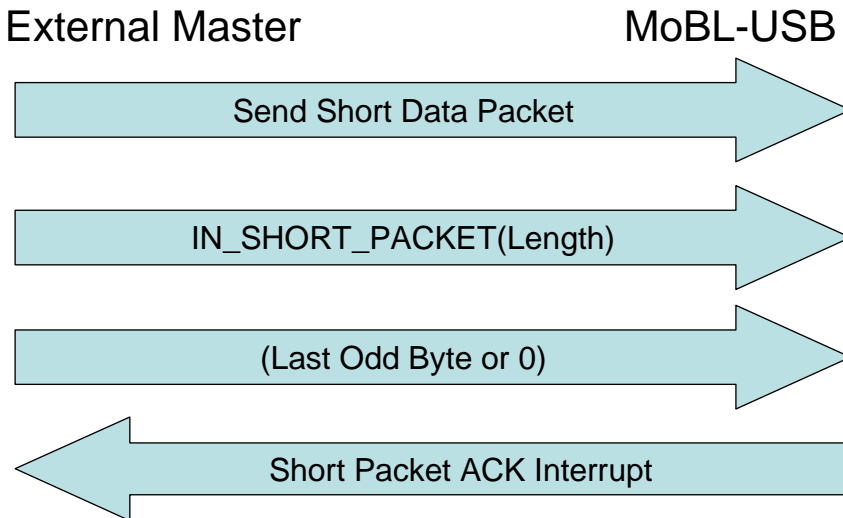 External Master
MoBL-USB
Send Short Data Packet
IN_SHORT_PACKET(Length)
(Last Odd Byte or 0)
Short Packet ACK Interrupt